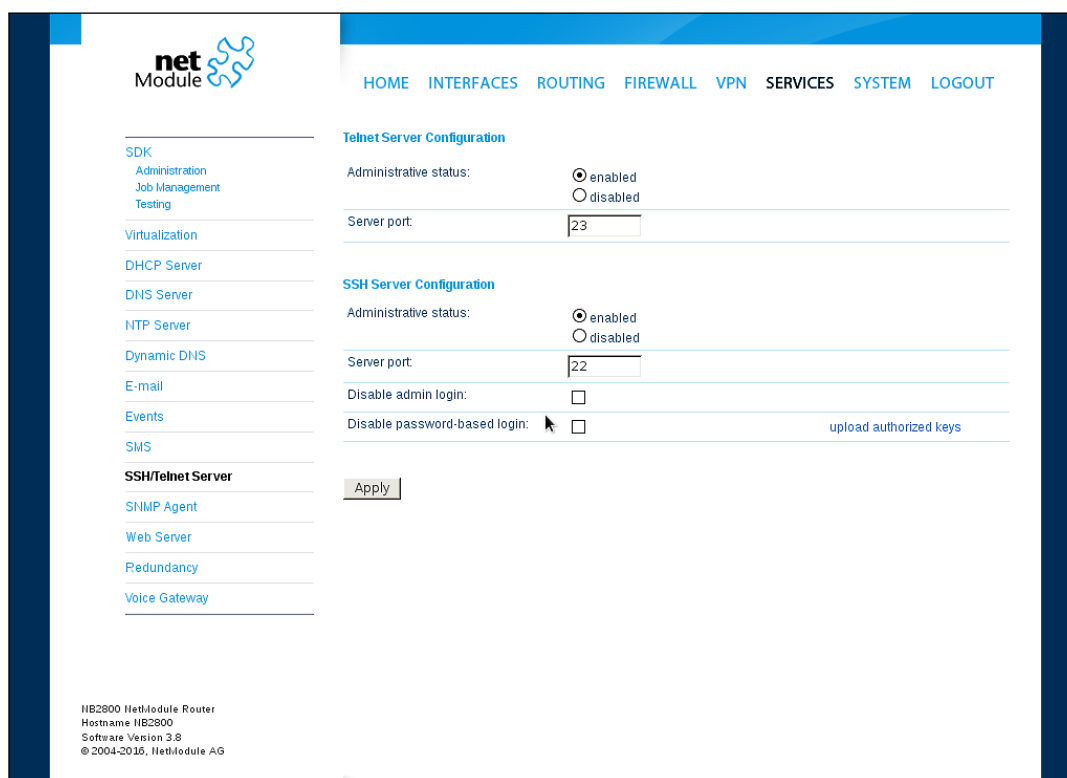 net
Module
HOME INTERFACES ROUTING FIREWALL VPN SERVICES SYSTEM LOGOUT
SDK
Administration
Job Management
Testing
Virtualization
DHCP Server
DNS Server
NTP Server
Dynamic DNS
E-mail
Events
SMS
SSH/Telnet Server
SNMP Agent
Web Server
Redundancy
Voice Gateway
Telnet Server Configuration
Administrative status:
enabled
disabled
Server port: 23
SSH Server Configuration
Administrative status:
enabled
disabled
Server port: 22
Disable admin login:
Disable password-based login: upload authorized keys
Apply
NB2800 NetModule Router
Hostname NB2800
Software Version 3.8
© 2004-2016, NetModule AG